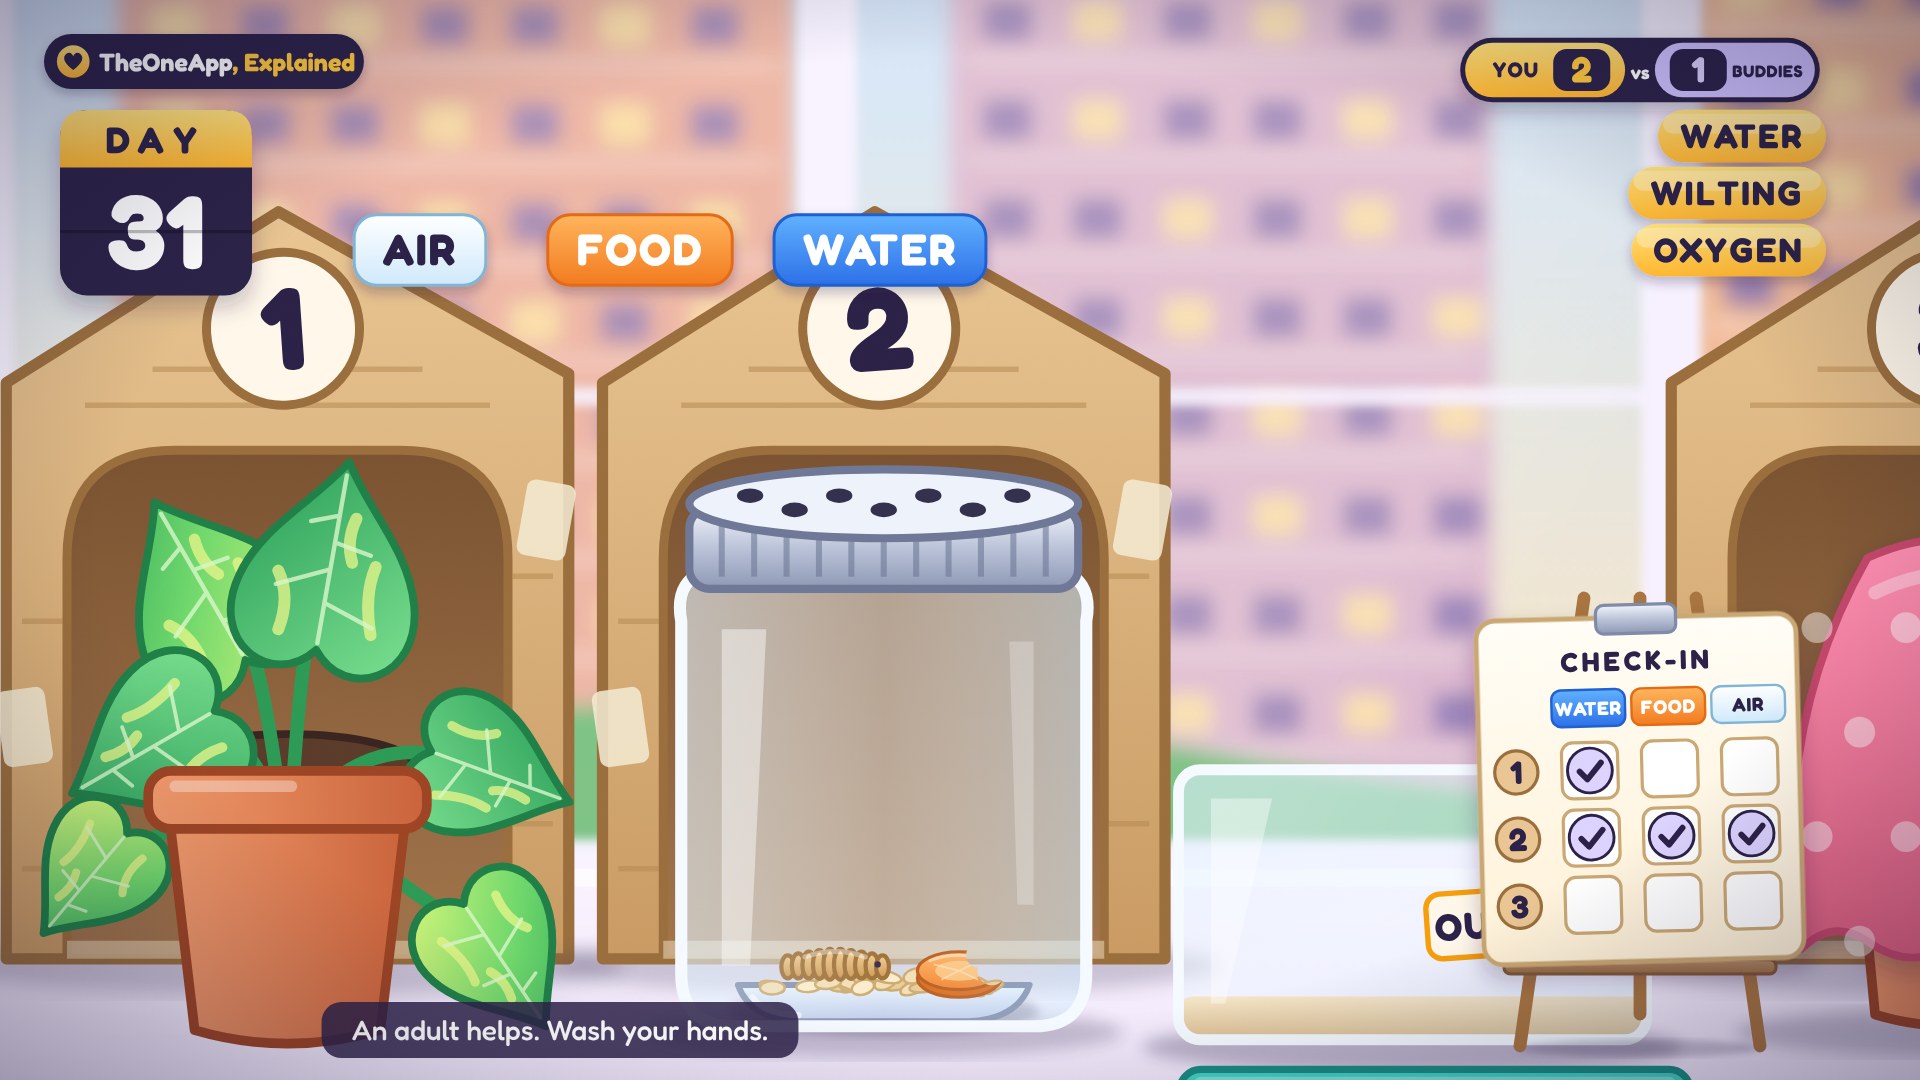 TheOneApp, Explained
YOU 2 vs 1 BUDDIES
DAY
31
WATER
WILTING
OXYGEN
AIR FOOD WATER
1
2
CHECK-IN
WATER FOOD AIR
1
2
3
OU
An adult helps. Wash your hands.